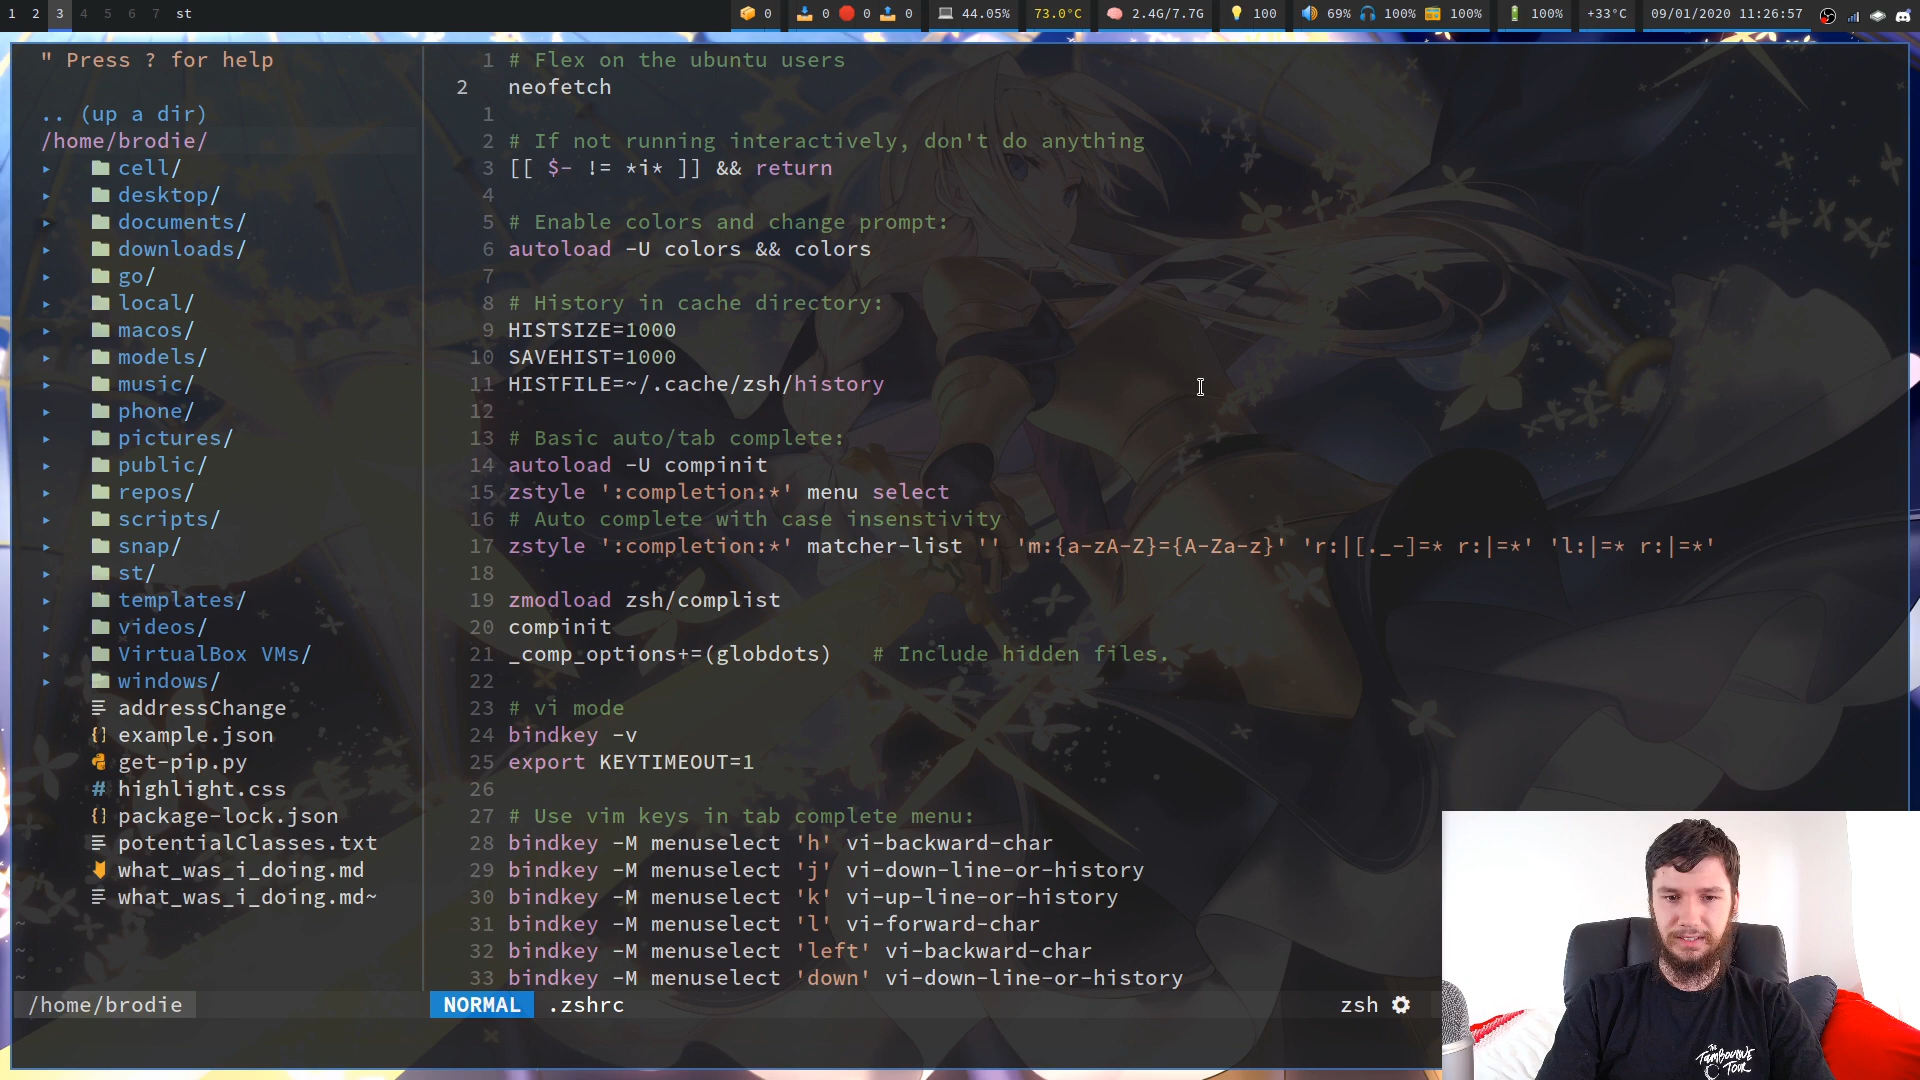 1 2 3 4 5 6 7 st 0 0 0 0 44.05% 73.0°C 2.4G/7.7G 100 69% 100% 100% 100% +33°C 09/01/2020 11:26:57
" Press ? for help
.. (up a dir)
/home/brodie/
▸ cell/
▸ desktop/
▸ documents/
▸ downloads/
▸ go/
▸ local/
▸ macos/
▸ models/
▸ music/
▸ phone/
▸ pictures/
▸ public/
▸ repos/
▸ scripts/
▸ snap/
▸ st/
▸ templates/
▸ videos/
▸ VirtualBox VMs/
▸ windows/
addressChange
{} example.json
get-pip.py
# highlight.css
{} package-lock.json
potentialClasses.txt
what_was_i_doing.md
what_was_i_doing.md~
~
~
~
/home/brodie
1 # Flex on the ubuntu users
2 neofetch
1
2 # If not running interactively, don't do anything
3 [[ $- != *i* ]] && return
4
5 # Enable colors and change prompt:
6 autoload -U colors && colors
7
8 # History in cache directory:
9 HISTSIZE=1000
10 SAVEHIST=1000
11 HISTFILE=~/.cache/zsh/history
12
13 # Basic auto/tab complete:
14 autoload -U compinit
15 zstyle ':completion:*' menu select
16 # Auto complete with case insenstivity
17 zstyle ':completion:*' matcher-list '' 'm:{a-zA-Z}={A-Za-z}' 'r:|[._-]=* r:|=*' 'l:|=* r:|=*'
18
19 zmodload zsh/complist
20 compinit
21 _comp_options+=(globdots)   # Include hidden files.
22
23 # vi mode
24 bindkey -v
25 export KEYTIMEOUT=1
26
27 # Use vim keys in tab complete menu:
28 bindkey -M menuselect 'h' vi-backward-char
29 bindkey -M menuselect 'j' vi-down-line-or-history
30 bindkey -M menuselect 'k' vi-up-line-or-history
31 bindkey -M menuselect 'l' vi-forward-char
32 bindkey -M menuselect 'left' vi-backward-char
33 bindkey -M menuselect 'down' vi-down-line-or-history
NORMAL .zshrc zsh
THE
TAMBOURINE
TOUR